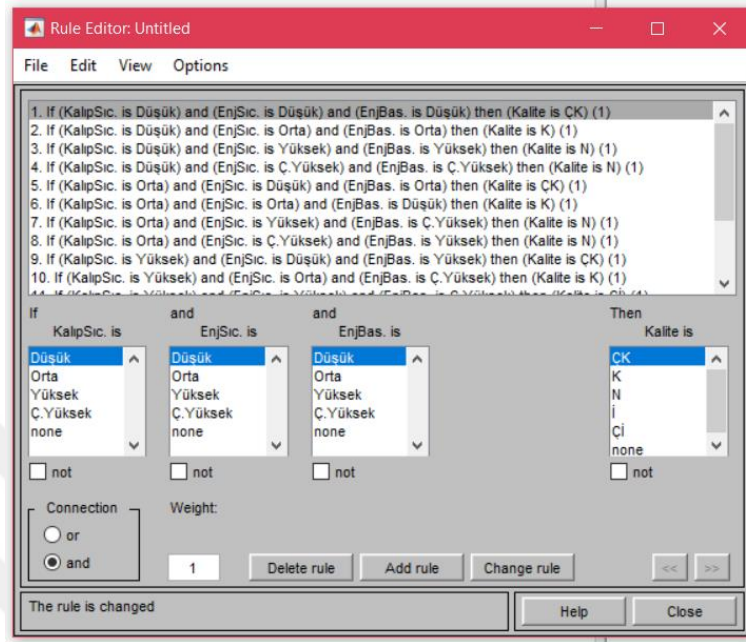 Rule Editor: Untitled
File Edit View Options
1. If (KalıpSıc. is Düşük) and (EnjSıc. is Düşük) and (EnjBas. is Düşük) then (Kalite is ÇK) (1)
2. If (KalıpSıc. is Düşük) and (EnjSıc. is Orta) and (EnjBas. is Orta) then (Kalite is K) (1)
3. If (KalıpSıc. is Düşük) and (EnjSıc. is Yüksek) and (EnjBas. is Yüksek) then (Kalite is N) (1)
4. If (KalıpSıc. is Düşük) and (EnjSıc. is Ç.Yüksek) and (EnjBas. is Ç.Yüksek) then (Kalite is N) (1)
5. If (KalıpSıc. is Orta) and (EnjSıc. is Düşük) and (EnjBas. is Orta) then (Kalite is ÇK) (1)
6. If (KalıpSıc. is Orta) and (EnjSıc. is Orta) and (EnjBas. is Düşük) then (Kalite is K) (1)
7. If (KalıpSıc. is Orta) and (EnjSıc. is Yüksek) and (EnjBas. is Ç.Yüksek) then (Kalite is N) (1)
8. If (KalıpSıc. is Orta) and (EnjSıc. is Ç.Yüksek) and (EnjBas. is Yüksek) then (Kalite is N) (1)
9. If (KalıpSıc. is Yüksek) and (EnjSıc. is Düşük) and (EnjBas. is Yüksek) then (Kalite is ÇK) (1)
10. If (KalıpSıc. is Yüksek) and (EnjSıc. is Orta) and (EnjBas. is Ç.Yüksek) then (Kalite is K) (1)
If and and Then
KalıpSıc. is EnjSıc. is EnjBas. is Kalite is
Düşük Düşük Düşük ÇK
Orta Orta Orta K
Yüksek Yüksek Yüksek N
Ç.Yüksek Ç.Yüksek Ç.Yüksek İ
none none none Çİ
none
not not not not
Connection Weight:
or
and 1 Delete rule Add rule Change rule << >>
The rule is changed Help Close